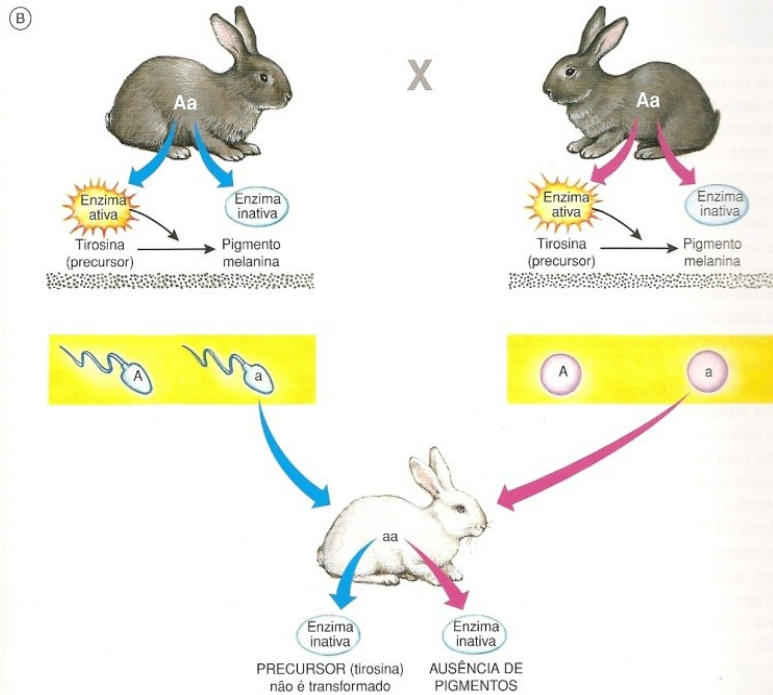 B
Aa
X
Aa
Enzima
ativa
Enzima
inativa
Tirosina
(precursor)
Pigmento
melanina
Enzima
ativa
Enzima
inativa
Tirosina
(precursor)
Pigmento
melanina
A
a
A
a
aa
Enzima
inativa
Enzima
inativa
PRECURSOR (tirosina)
não é transformado
AUSÊNCIA DE
PIGMENTOS